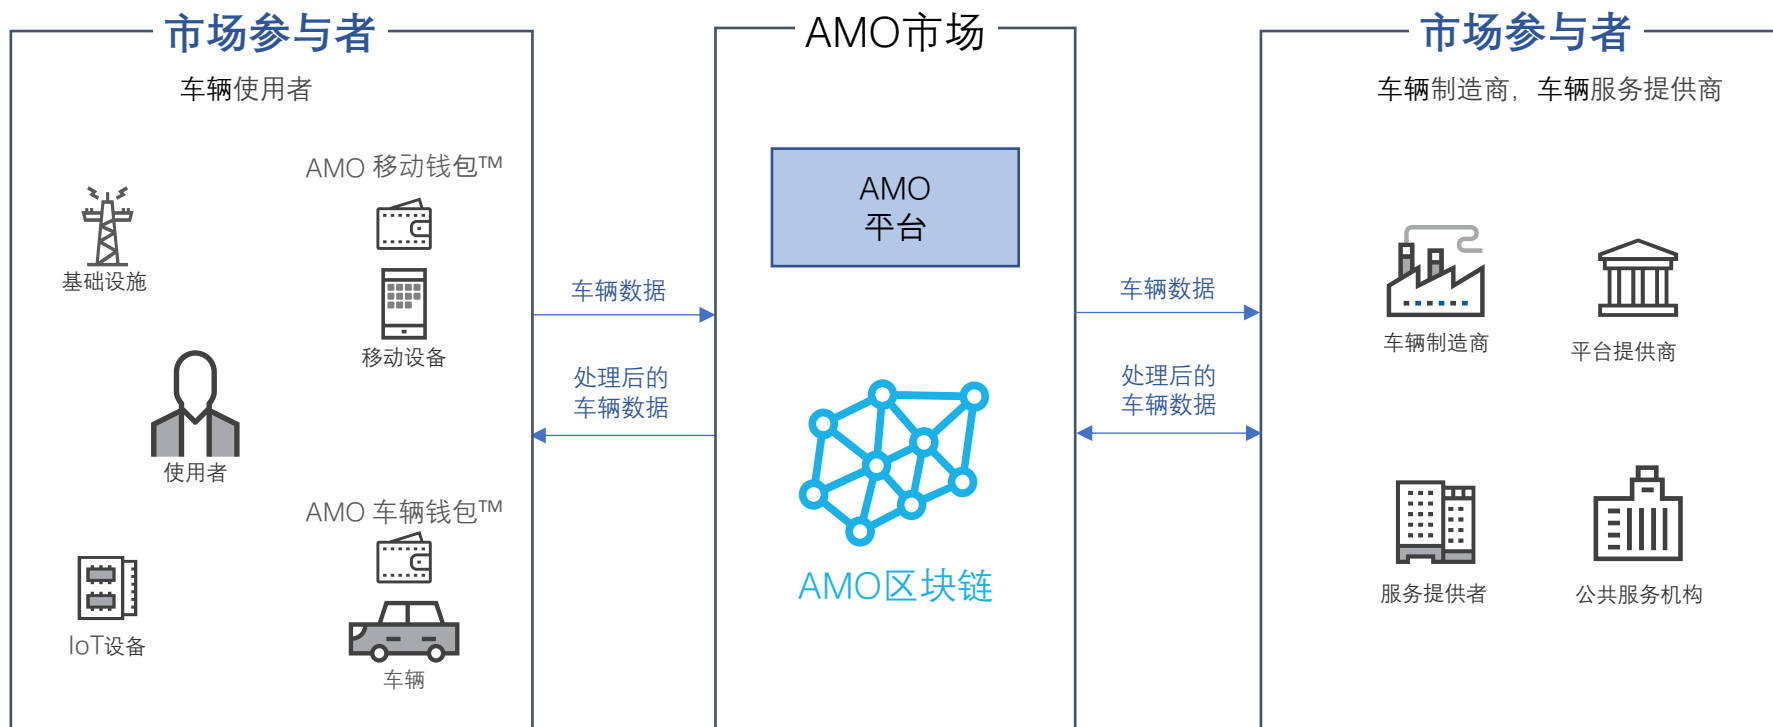 市场参与者
车辆使用者
AMO 移动钱包™
基础设施
移动设备
使用者
AMO 车辆钱包™
IoT设备
车辆
车辆数据
处理后的
车辆数据
AMO市场
AMO
平台
AMO区块链
车辆数据
处理后的
车辆数据
市场参与者
车辆制造商，车辆服务提供商
车辆制造商
平台提供商
服务提供者
公共服务机构